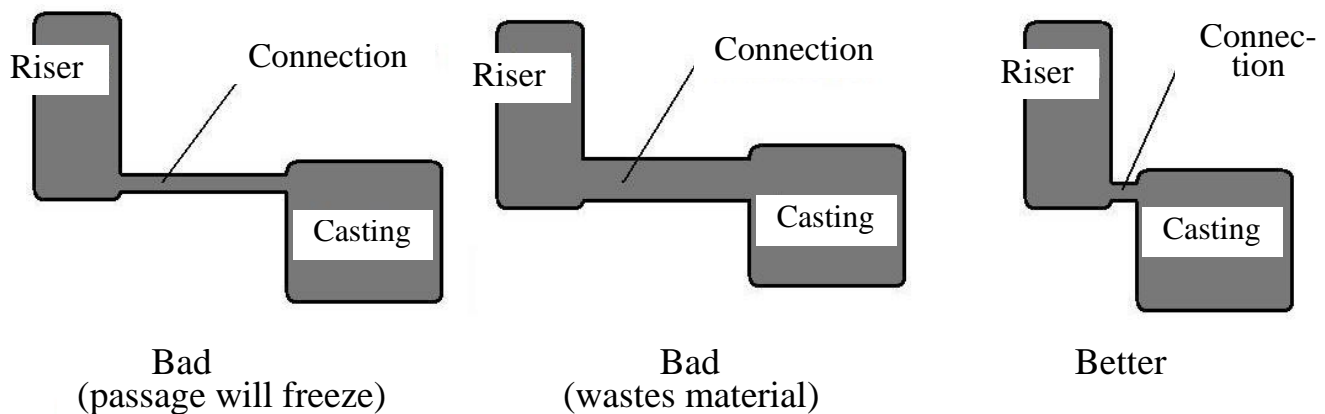 Riser
Connection
Casting
Bad
(passage will freeze)
Riser
Connection
Casting
Bad
(wastes material)
Riser
Connec-
tion
Casting
Better